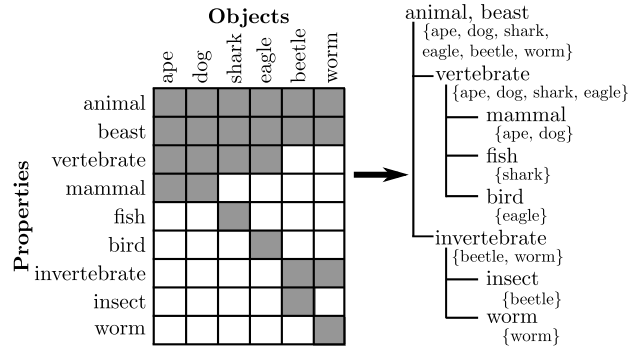 Objects
ape
dog
shark
eagle
beetle
worm
Properties
animal
beast
vertebrate
mammal
fish
bird
invertebrate
insect
worm
animal, beast
{ape, dog, shark,
eagle, beetle, worm}
vertebrate
{ape, dog, shark, eagle}
mammal
{ape, dog}
fish
{shark}
bird
{eagle}
invertebrate
{beetle, worm}
insect
{beetle}
worm
{worm}